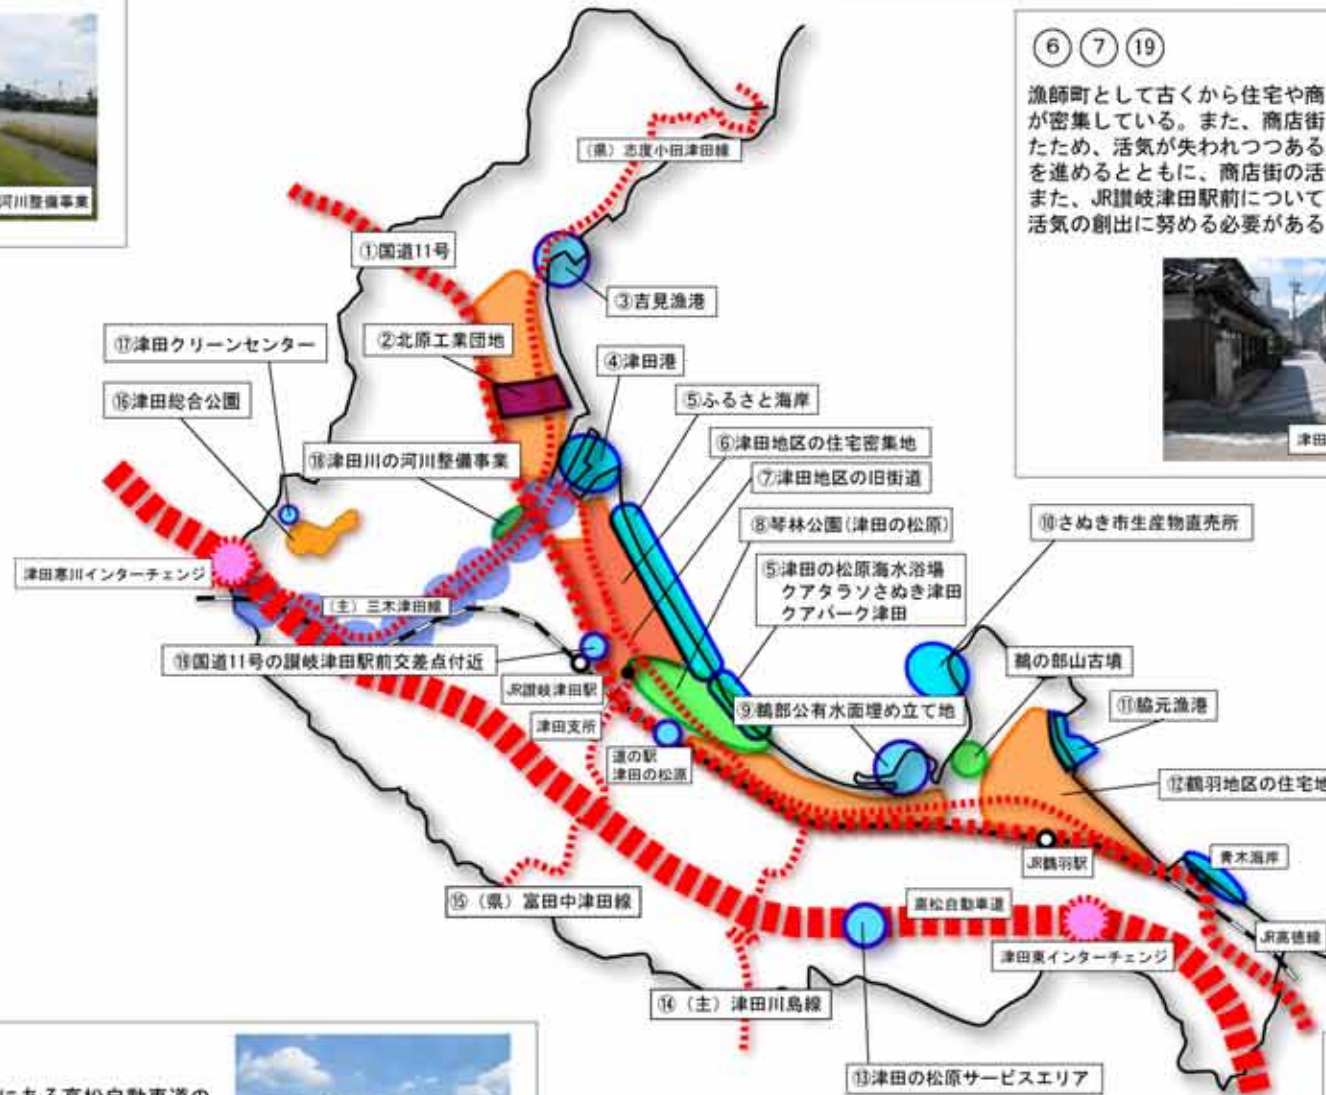 河川整備事業
⑥ ⑦ ⑲
漁師町として古くから住宅や商
が密集している。また、商店街
たため、活気が失われつつある
を進めるとともに、商店街の活
また、JR讃岐津田駅前について
活気の創出に努める必要がある
津田
(県)志度小田津田線
①国道11号
③吉見漁港
②北原工業団地
⑰津田クリーンセンター
④津田港
⑯津田総合公園
⑤ふるさと海岸
⑥津田地区の住宅密集地
⑱津田川の河川整備事業
⑦津田地区の旧街道
⑧琴林公園(津田の松原)
⑩さぬき市生産物直売所
津田寒川インターチェンジ
⑤津田の松原海水浴場
クアタラソさぬき津田
クアパーク津田
(主)三木津田線
⑲国道11号の讃岐津田駅前交差点付近
鵜の部山古墳
JR讃岐津田駅
⑨鵜部公有水面埋め立て地
⑪脇元漁港
津田支所
道の駅
津田の松原
⑫鶴羽地区の住宅地
JR鶴羽駅
青木海岸
⑮(県)富田中津田線
高松自動車道
JR高徳線
津田東インターチェンジ
⑭(主)津田川島線
⑬津田の松原サービスエリア
にある高松自動車道の